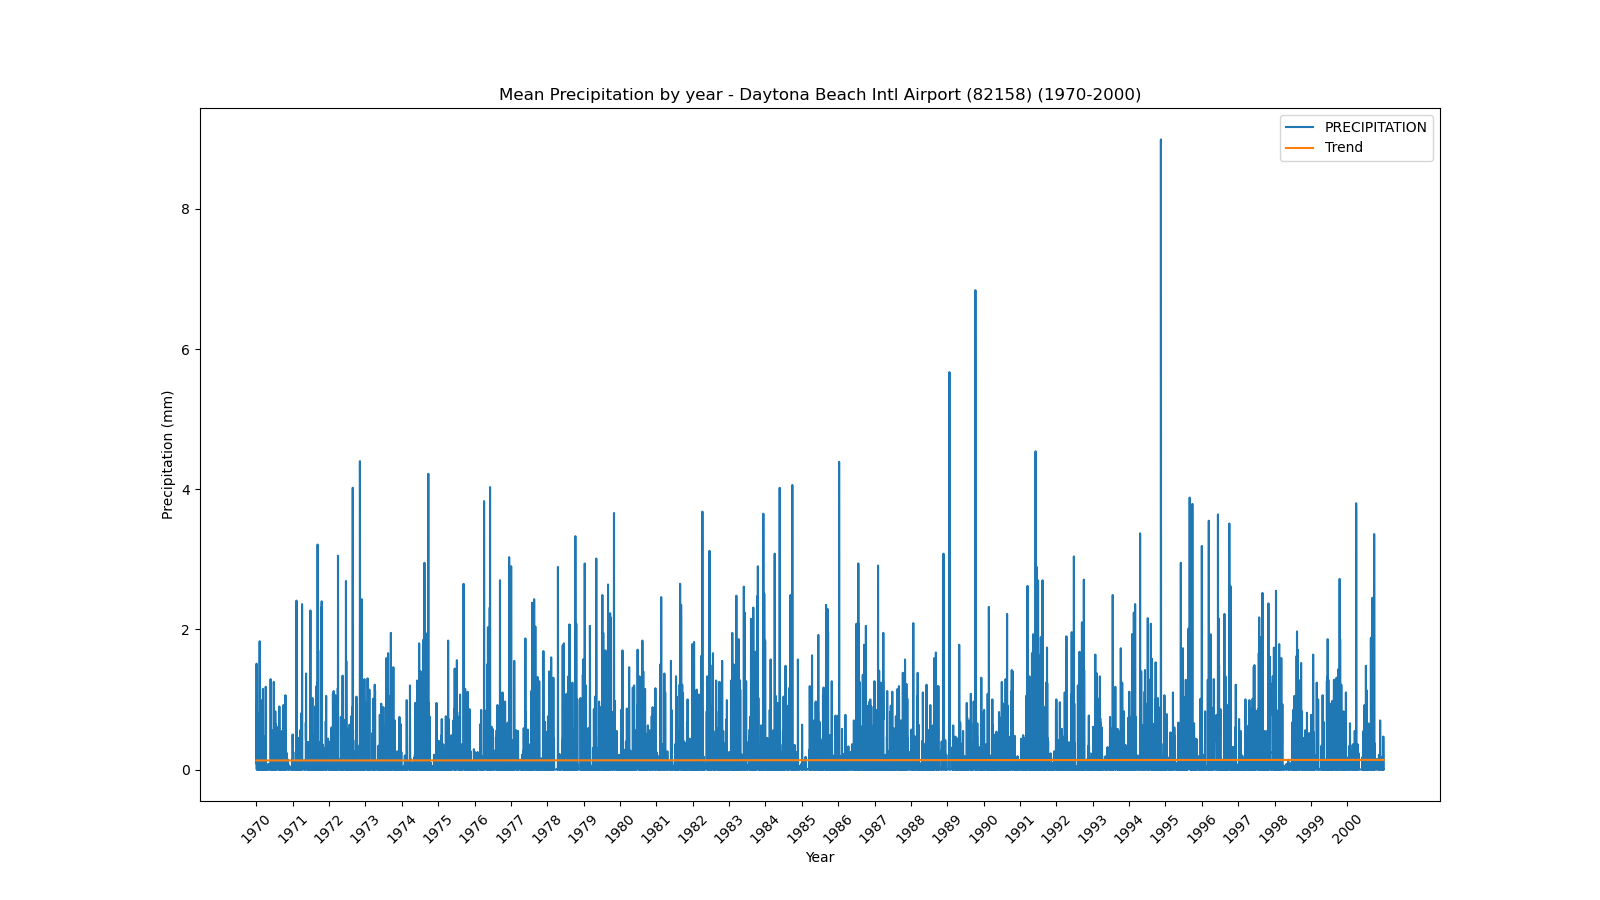 Mean Precipitation by year - Daytona Beach Intl Airport (82158) (1970-2000)
PRECIPITATION
Trend
Precipitation (mm)
8
6
4
2
0
1970 1971 1972 1973 1974 1975 1976 1977 1978 1979 1980 1981 1982 1983 1984 1985 1986 1987 1988 1989 1990 1991 1992 1993 1994 1995 1996 1997 1998 1999 2000
Year